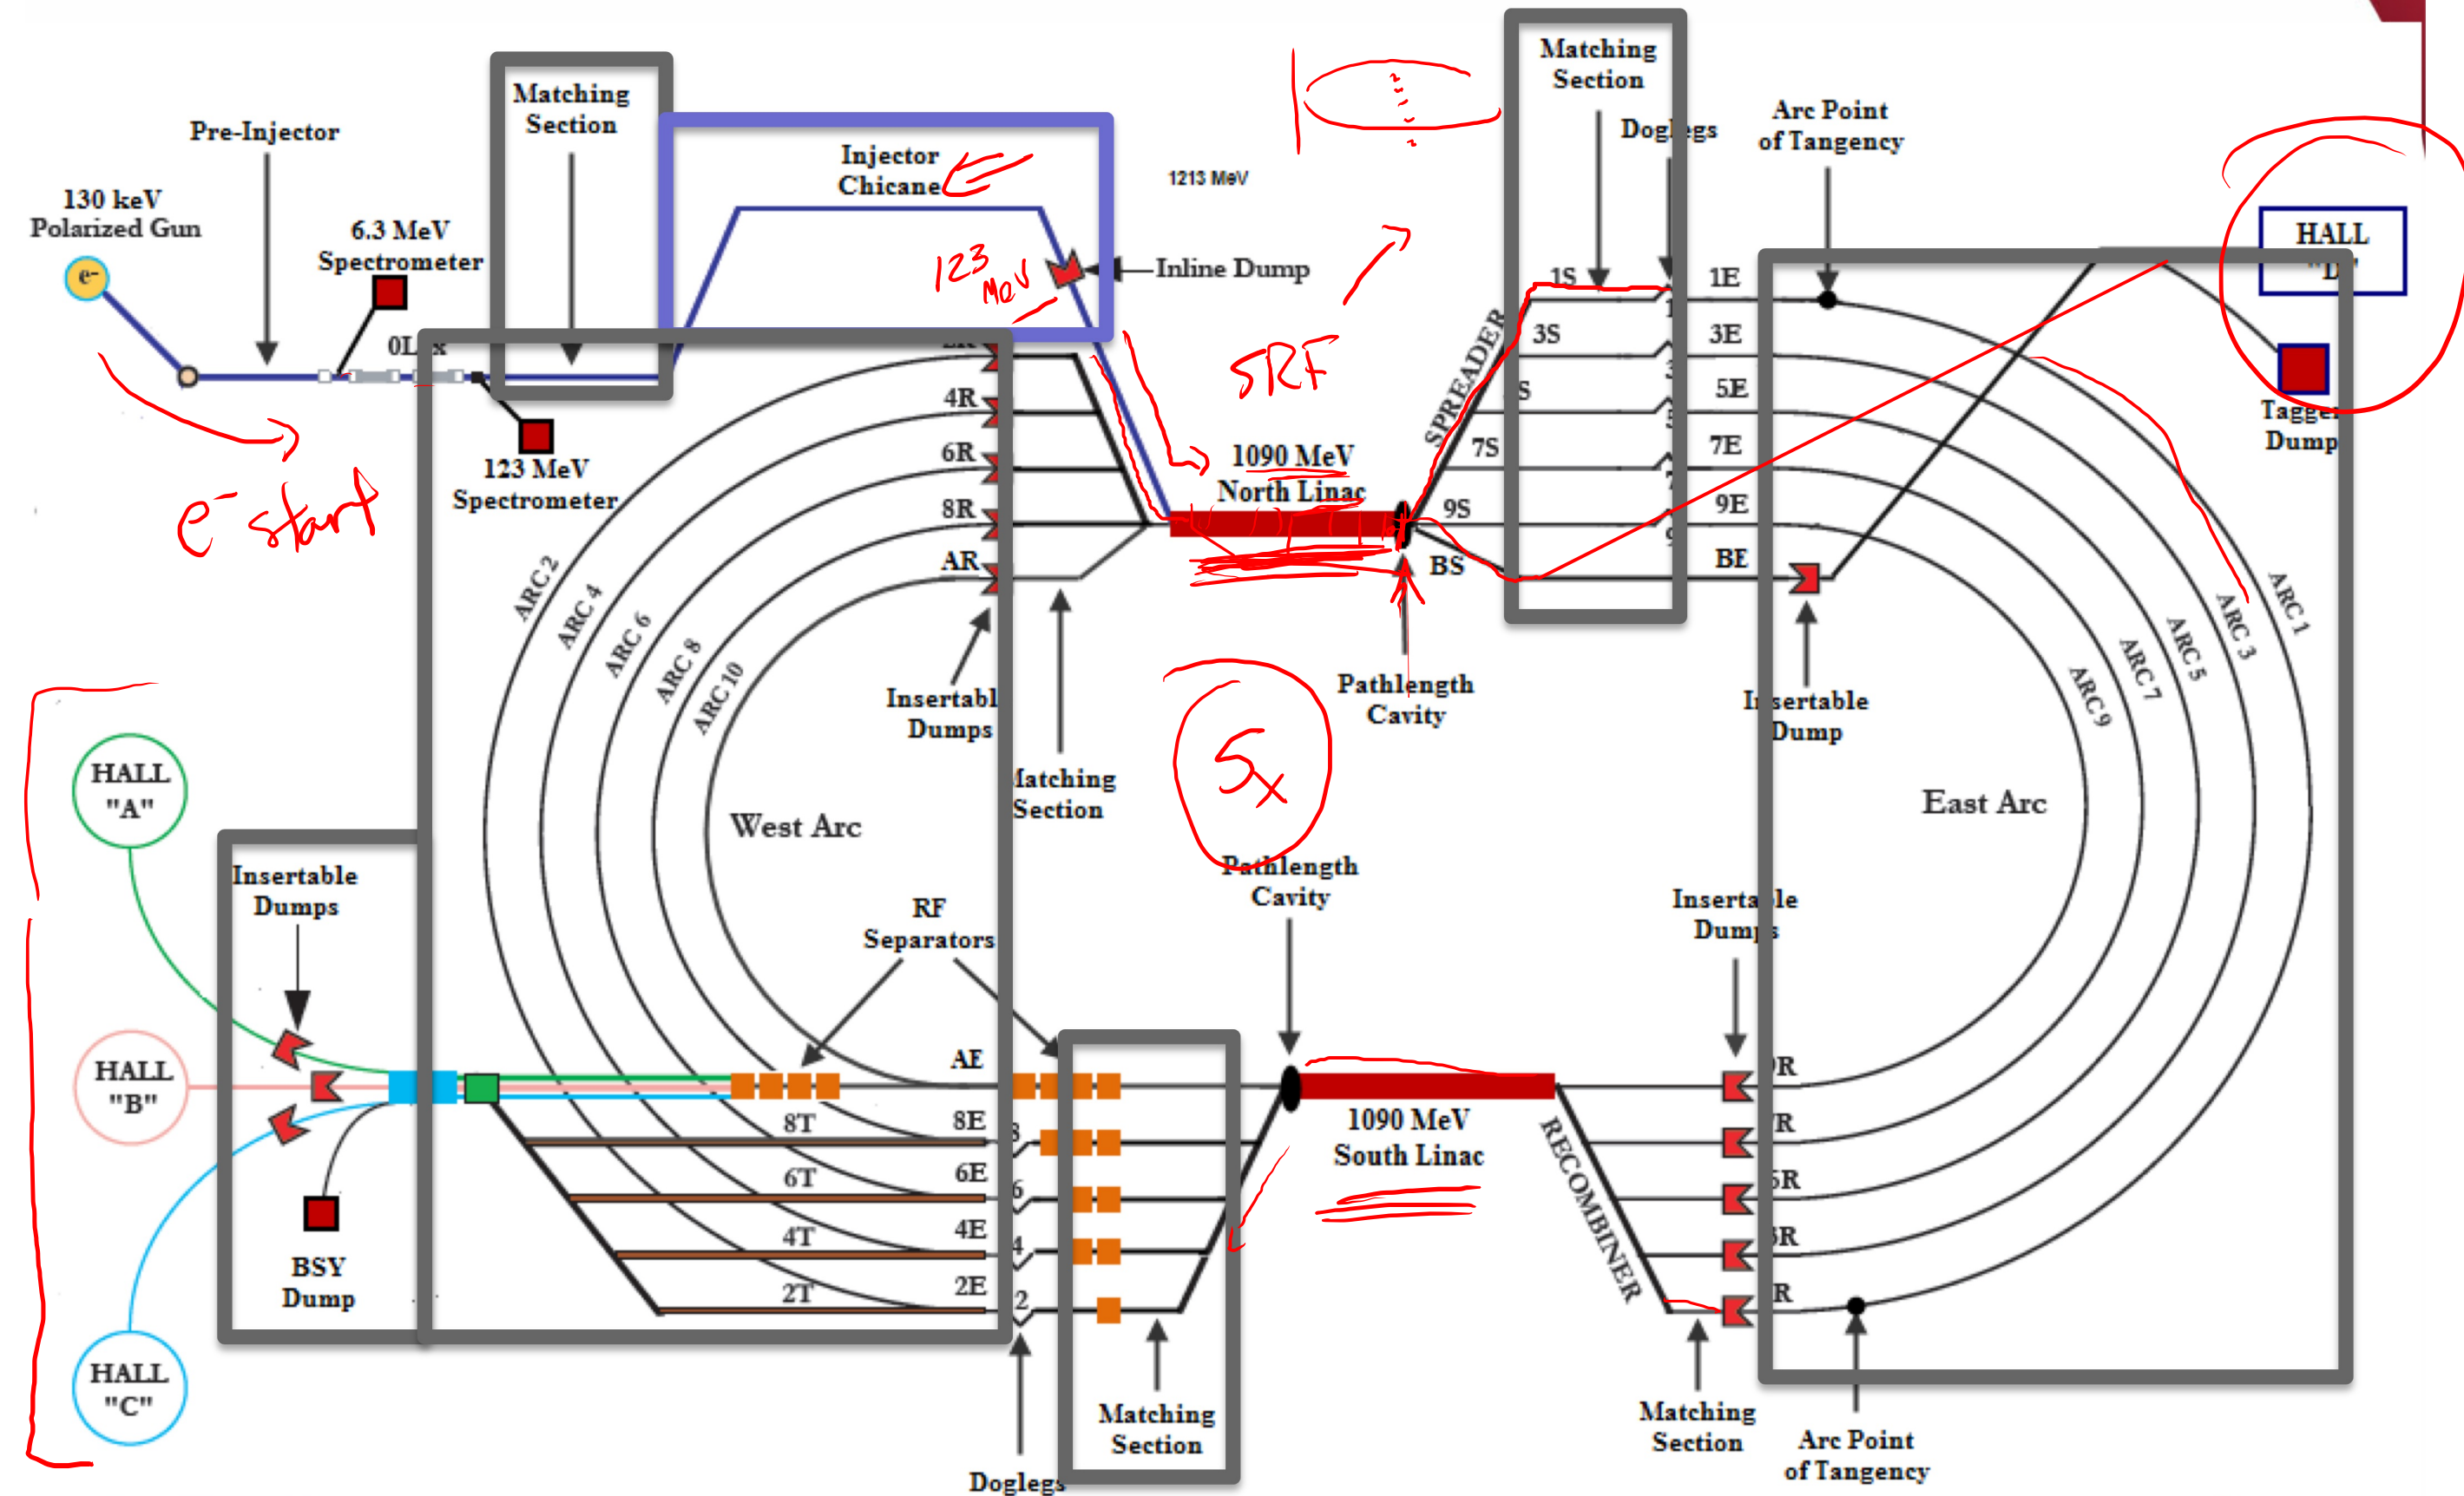 Matching
Section
Pre-Injector
130 keV
Polarized Gun
6.3 MeV
Spectrometer
e-
Injector
Chicane
1213 MeV
123
MeV
Inline Dump
Matching
Section
Doglegs
Arc Point
of Tangency
HALL
"D"
Tagger
Dump
123 MeV
Spectrometer
e- start
SRF
1090 MeV
North Linac
SPREADER
1S
3S
S
7S
9S
BS
1E
3E
5E
7E
9E
BE
4R
6R
8R
AR
ARC 2
ARC 4
ARC 6
ARC 8
ARC 10
Insertabl
Dumps
Matching
Section
Pathlength
Cavity
5x
Insertable
Dump
ARC 1
ARC 3
ARC 5
ARC 7
ARC 9
West Arc
East Arc
HALL
"A"
Insertable
Dumps
HALL
"B"
HALL
"C"
BSY
Dump
RF
Separators
Pathlength
Cavity
Insertable
Dumps
AE
8E
6E
4E
2E
8T
6T
4T
2T
8
6
4
2
1090 MeV
South Linac
RECOMBINER
R
R
5R
R
R
Doglegs
Matching
Section
Matching
Section
Arc Point
of Tangency